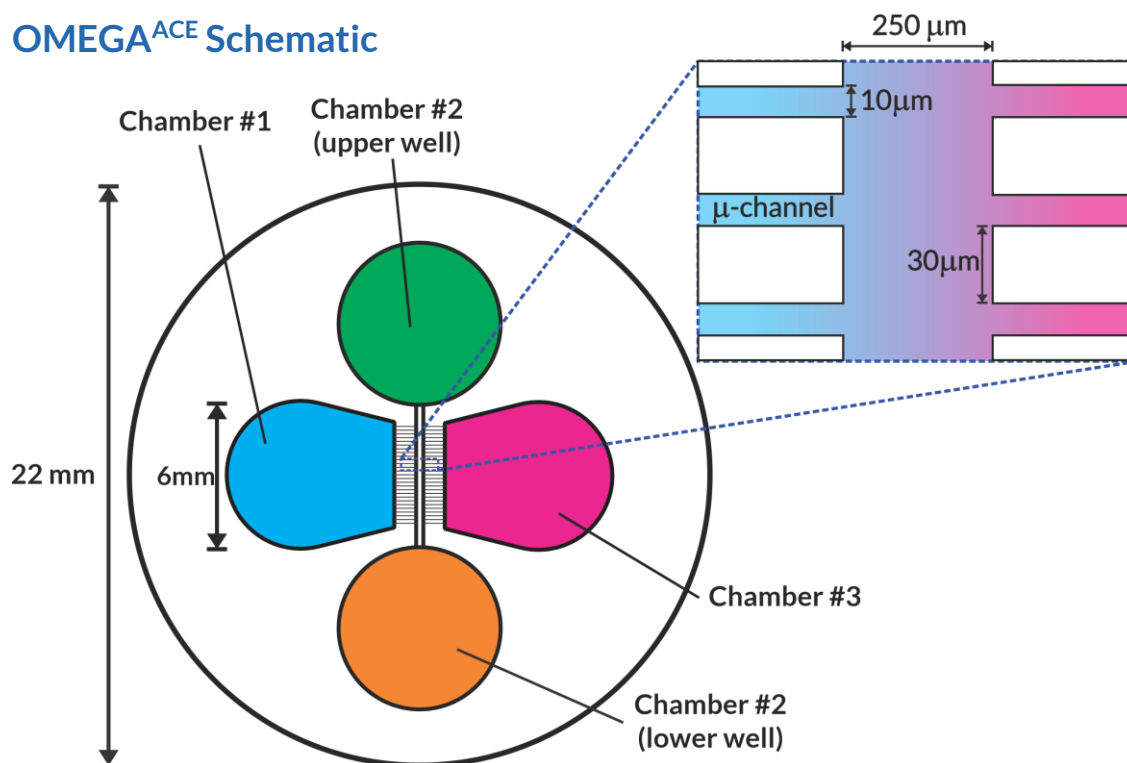 OMEGAᴬᶜᴱ Schematic
250 μm
10μm
μ-channel
30μm
Chamber #1
Chamber #2
(upper well)
22 mm
6mm
Chamber #3
Chamber #2
(lower well)